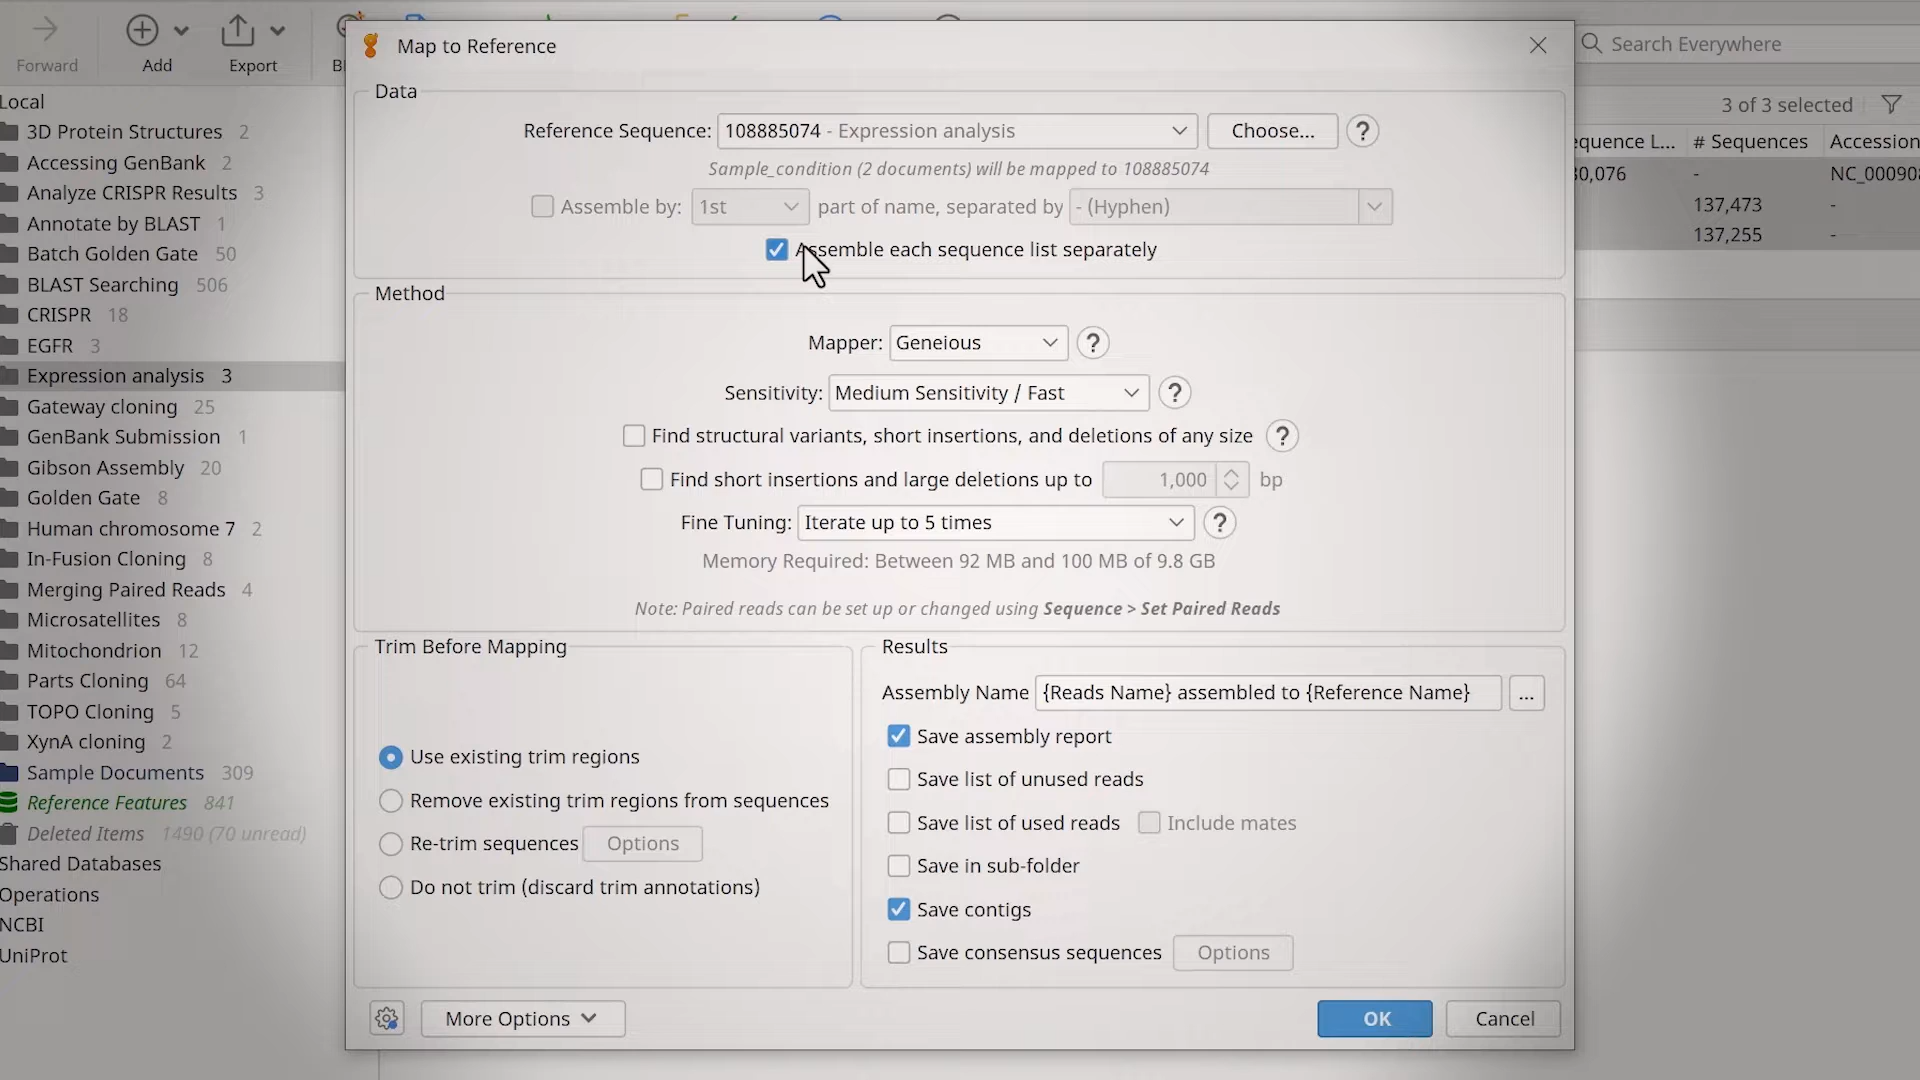 Forward
Add
Export
Map to Reference
Search Everywhere
Local
3D Protein Structures 2
Accessing GenBank 2
Analyze CRISPR Results 3
Annotate by BLAST 1
Batch Golden Gate 50
BLAST Searching 506
CRISPR 18
EGFR 3
Expression analysis 3
Gateway cloning 25
GenBank Submission 1
Gibson Assembly 20
Golden Gate 8
Human chromosome 7 2
In-Fusion Cloning 8
Merging Paired Reads 4
Microsatellites 8
Mitochondrion 12
Parts Cloning 64
TOPO Cloning 5
XynA cloning 2
Sample Documents 309
Reference Features 841
Deleted Items 1490 (70 unread)
Shared Databases
Operations
NCBI
UniProt
Data
Reference Sequence: 108885074 - Expression analysis Choose... ?
Sample_condition (2 documents) will be mapped to 108885074
Assemble by: 1st part of name, separated by - (Hyphen)
Assemble each sequence list separately
Method
Mapper: Geneious ?
Sensitivity: Medium Sensitivity / Fast ?
Find structural variants, short insertions, and deletions of any size ?
Find short insertions and large deletions up to 1,000 bp
Fine Tuning: Iterate up to 5 times ?
Memory Required: Between 92 MB and 100 MB of 9.8 GB
Note: Paired reads can be set up or changed using Sequence > Set Paired Reads
Trim Before Mapping
Use existing trim regions
Remove existing trim regions from sequences
Re-trim sequences Options
Do not trim (discard trim annotations)
Results
Assembly Name {Reads Name} assembled to {Reference Name} ...
Save assembly report
Save list of unused reads
Save list of used reads Include mates
Save in sub-folder
Save contigs
Save consensus sequences Options
More Options
OK
Cancel
3 of 3 selected
equence L... # Sequences Accession
30,076 - NC_00090
137,473 -
137,255 -